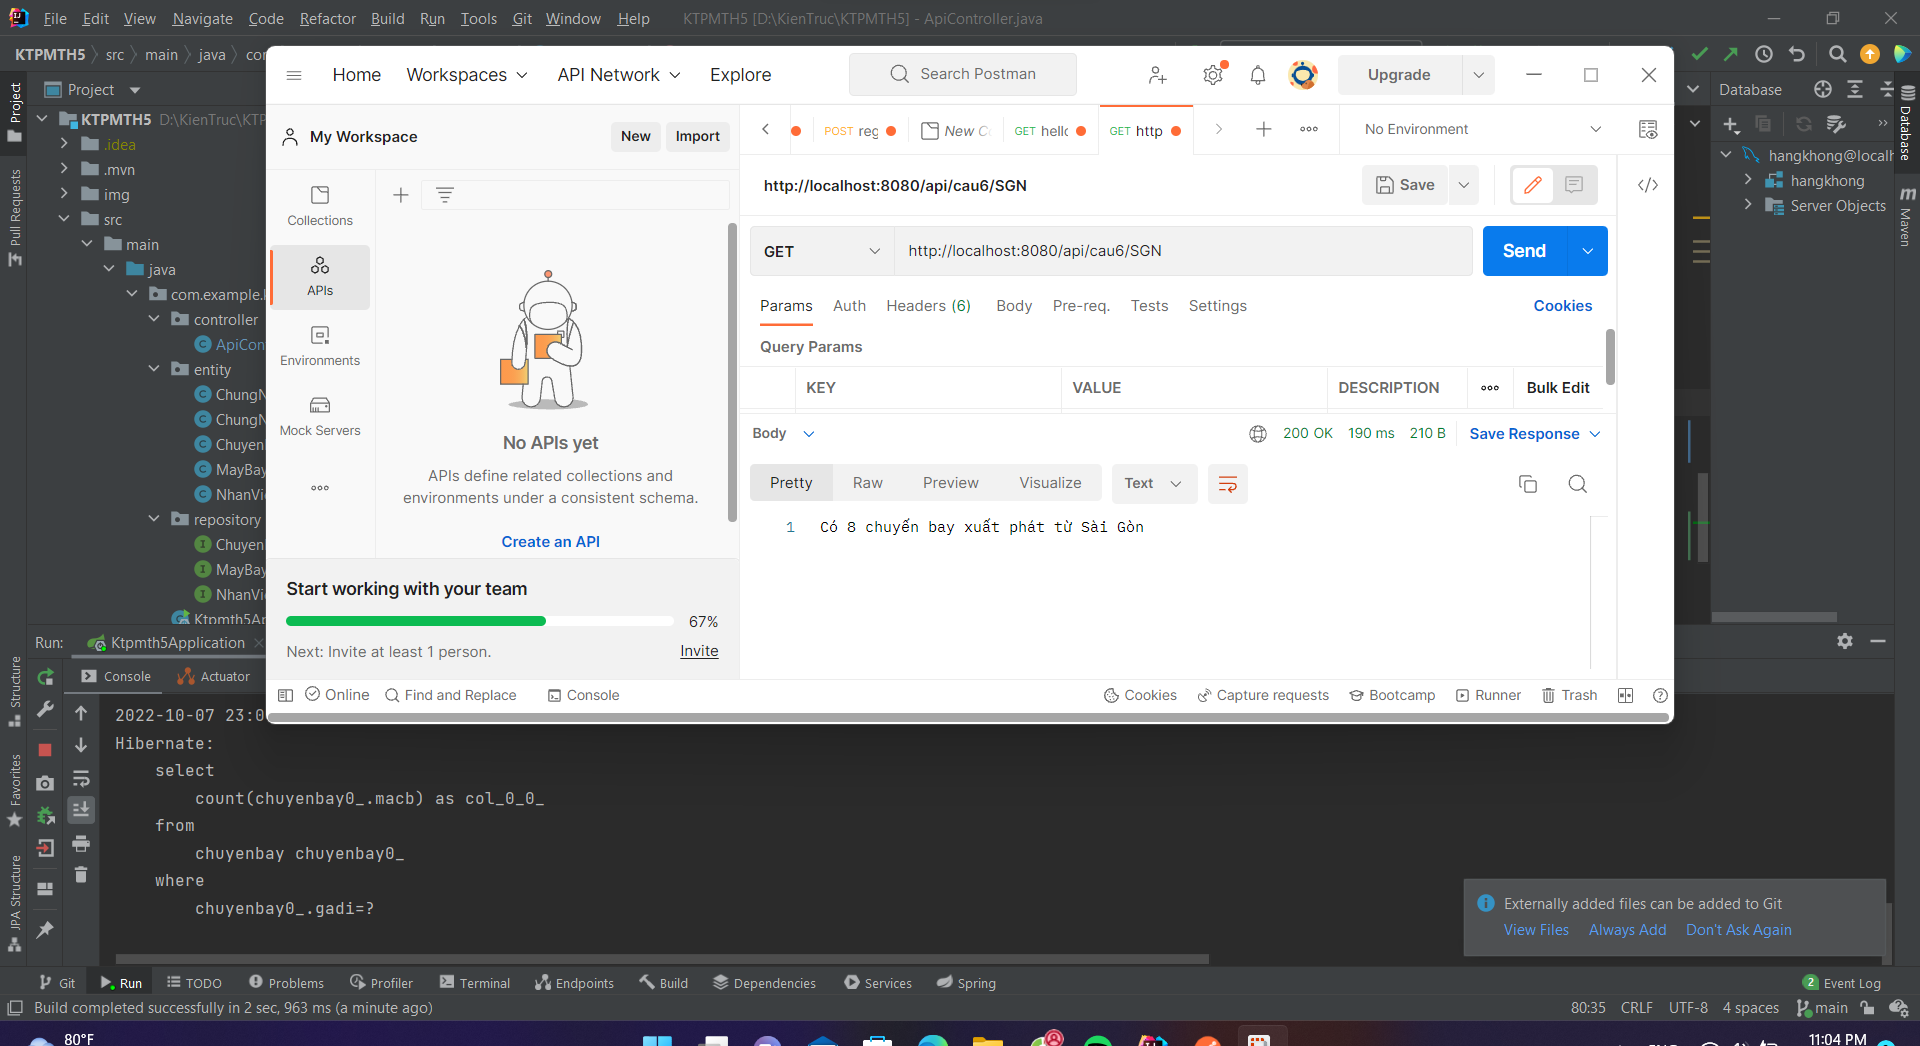 File Edit View Navigate Code Refactor Build Run Tools Git Window Help KTPMTH5 [D:\KienTruc\KTPMTH5] - ApiController.java
KTPMTH5 src main java
Project
Pull Requests
Structure
Favorites
JPA Structure
Project
KTPMTH5 D:\KienTruc\KTP
.idea
.mvn
img
src
main
java
com.example.
controller
ApiCon
entity
ChungN
ChungN
Chuyen
MayBay
NhanVi
repository
Chuyen
MayBay
NhanVi
Ktpmth5Ap
Home Workspaces API Network Explore Search Postman Upgrade
My Workspace New Import
Collections
APIs
Environments
Mock Servers
No APIs yet
APIs define related collections and
environments under a consistent schema.
Create an API
Start working with your team
67%
Next: Invite at least 1 person. Invite
POST reg New C GET hello GET http No Environment
http://localhost:8080/api/cau6/SGN Save
GET http://localhost:8080/api/cau6/SGN Send
Params Auth Headers (6) Body Pre-req. Tests Settings Cookies
Query Params
KEY VALUE DESCRIPTION Bulk Edit
Body 200 OK 190 ms 210 B Save Response
Pretty Raw Preview Visualize Text
1 Có 8 chuyến bay xuất phát từ Sài Gòn
Online Find and Replace Console Cookies Capture requests Bootcamp Runner Trash
Database
hangkhong@localh
hangkhong
Server Objects
Database
Maven
Run: Ktpmth5Application
Console Actuator
2022-10-07 23:0
Hibernate:
select
count(chuyenbay0_.macb) as col_0_0_
from
chuyenbay chuyenbay0_
where
chuyenbay0_.gadi=?
Externally added files can be added to Git
View Files Always Add Don't Ask Again
Git Run TODO Problems Profiler Terminal Endpoints Build Dependencies Services Spring 2 Event Log
Build completed successfully in 2 sec, 963 ms (a minute ago) 80:35 CRLF UTF-8 4 spaces main
80°F 11:04 PM